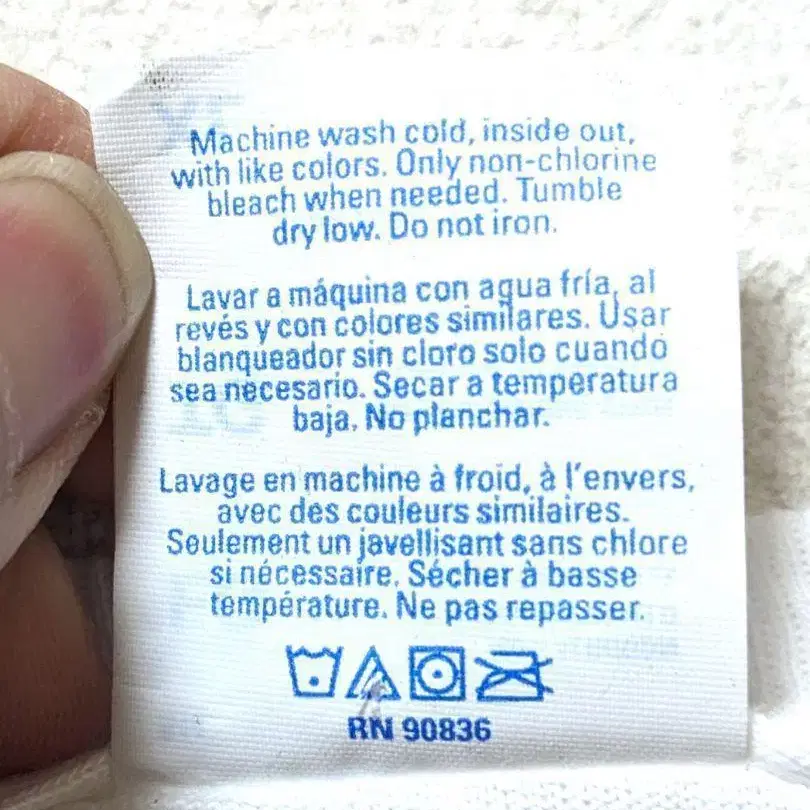 Machine wash cold, inside out,
with like colors. Only non-chlorine
bleach when needed. Tumble
dry low. Do not iron.
Lavar a máquina con agua fría, al
revés y con colores similares. Usar
blanqueador sin cloro solo cuando
sea necesario. Secar a temperatura
baja. No planchar.
Lavage en machine à froid, à l'envers,
avec des couleurs similaires.
Seulement un javellisant sans chlore
si nécessaire. Sécher à basse
température. Ne pas repasser.
RN 90836